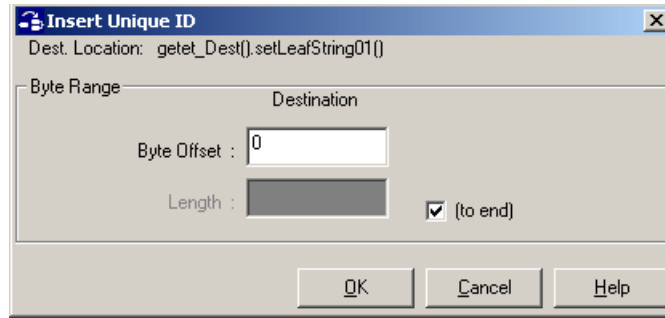 Insert Unique ID
Dest. Location: getet_Dest().setLeafString01()
Byte Range
Destination
Byte Offset : 0
Length :
(to end)
OK Cancel Help